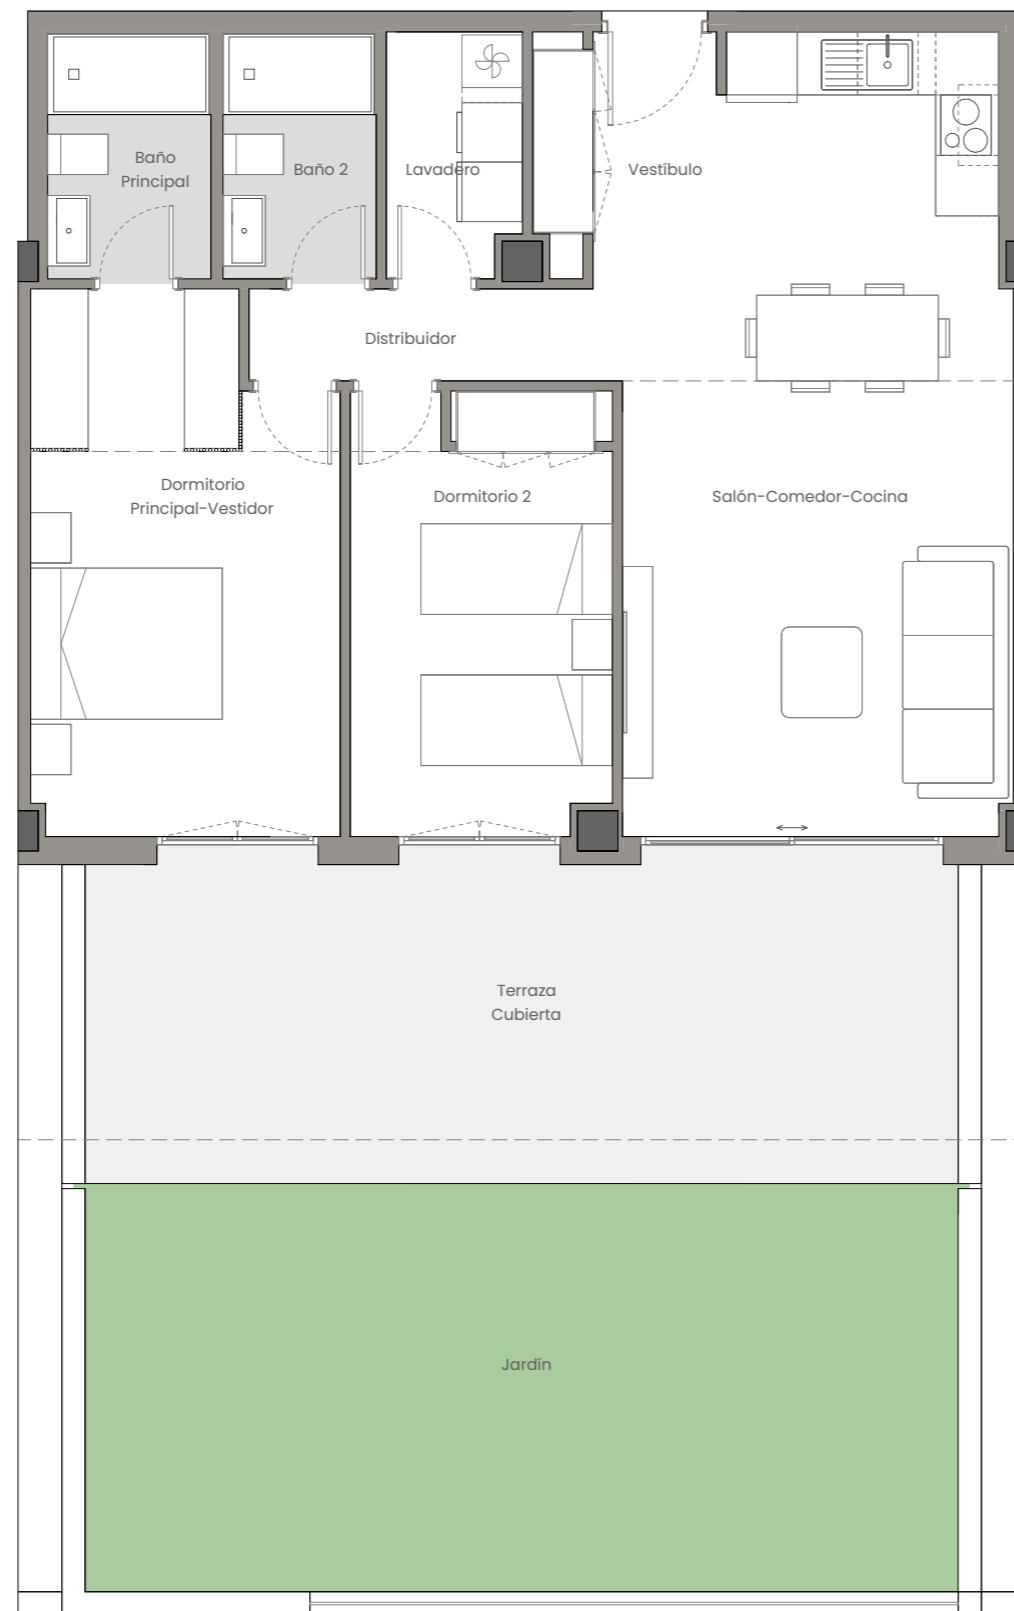 Baño
Principal
Baño 2
Lavadero
Vestíbulo
Distribuidor
Dormitorio
Principal-Vestidor
Dormitorio 2
Salón-Comedor-Cocina
Terraza
Cubierta
Jardín